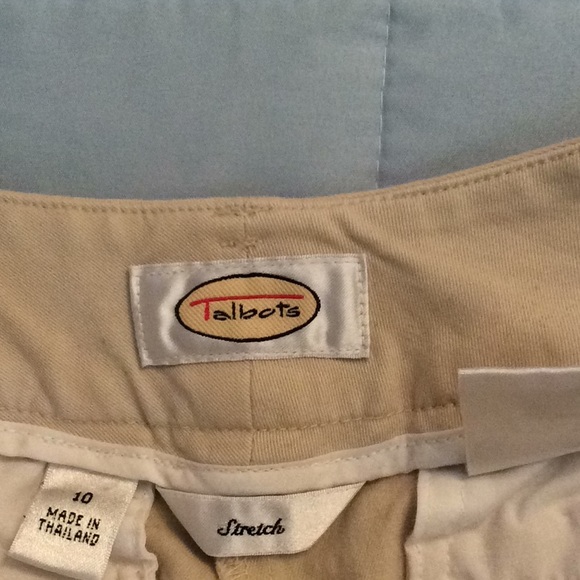 Talbots
10
MADE IN
THAILAND
Stretch